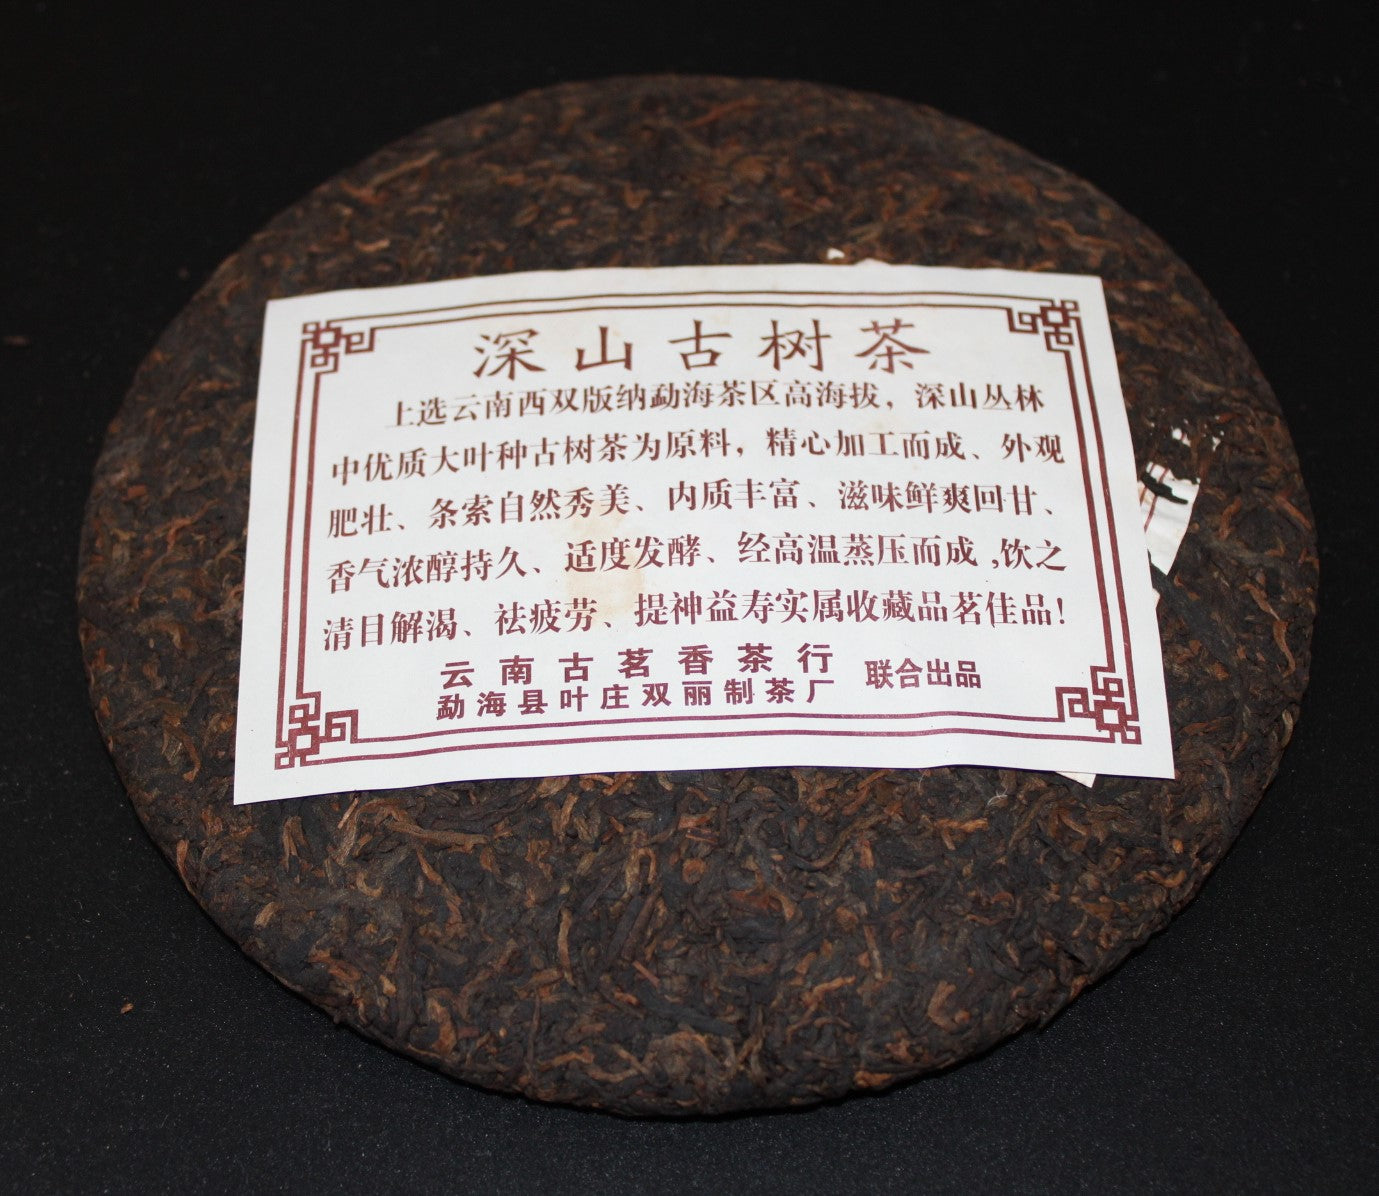 深山古树茶
上选云南西双版纳勐海茶区高海拔，深山丛林
中优质大叶种古树茶为原料，精心加工而成、外观
肥壮、条索自然秀美、内质丰富、滋味鲜爽回甘、
香气浓醇持久、适度发酵、经高温蒸压而成,饮之
清目解渴、祛疲劳、提神益寿实属收藏品茗佳品！
云南古茗香茶行
勐海县叶庄双丽制茶厂 联合出品